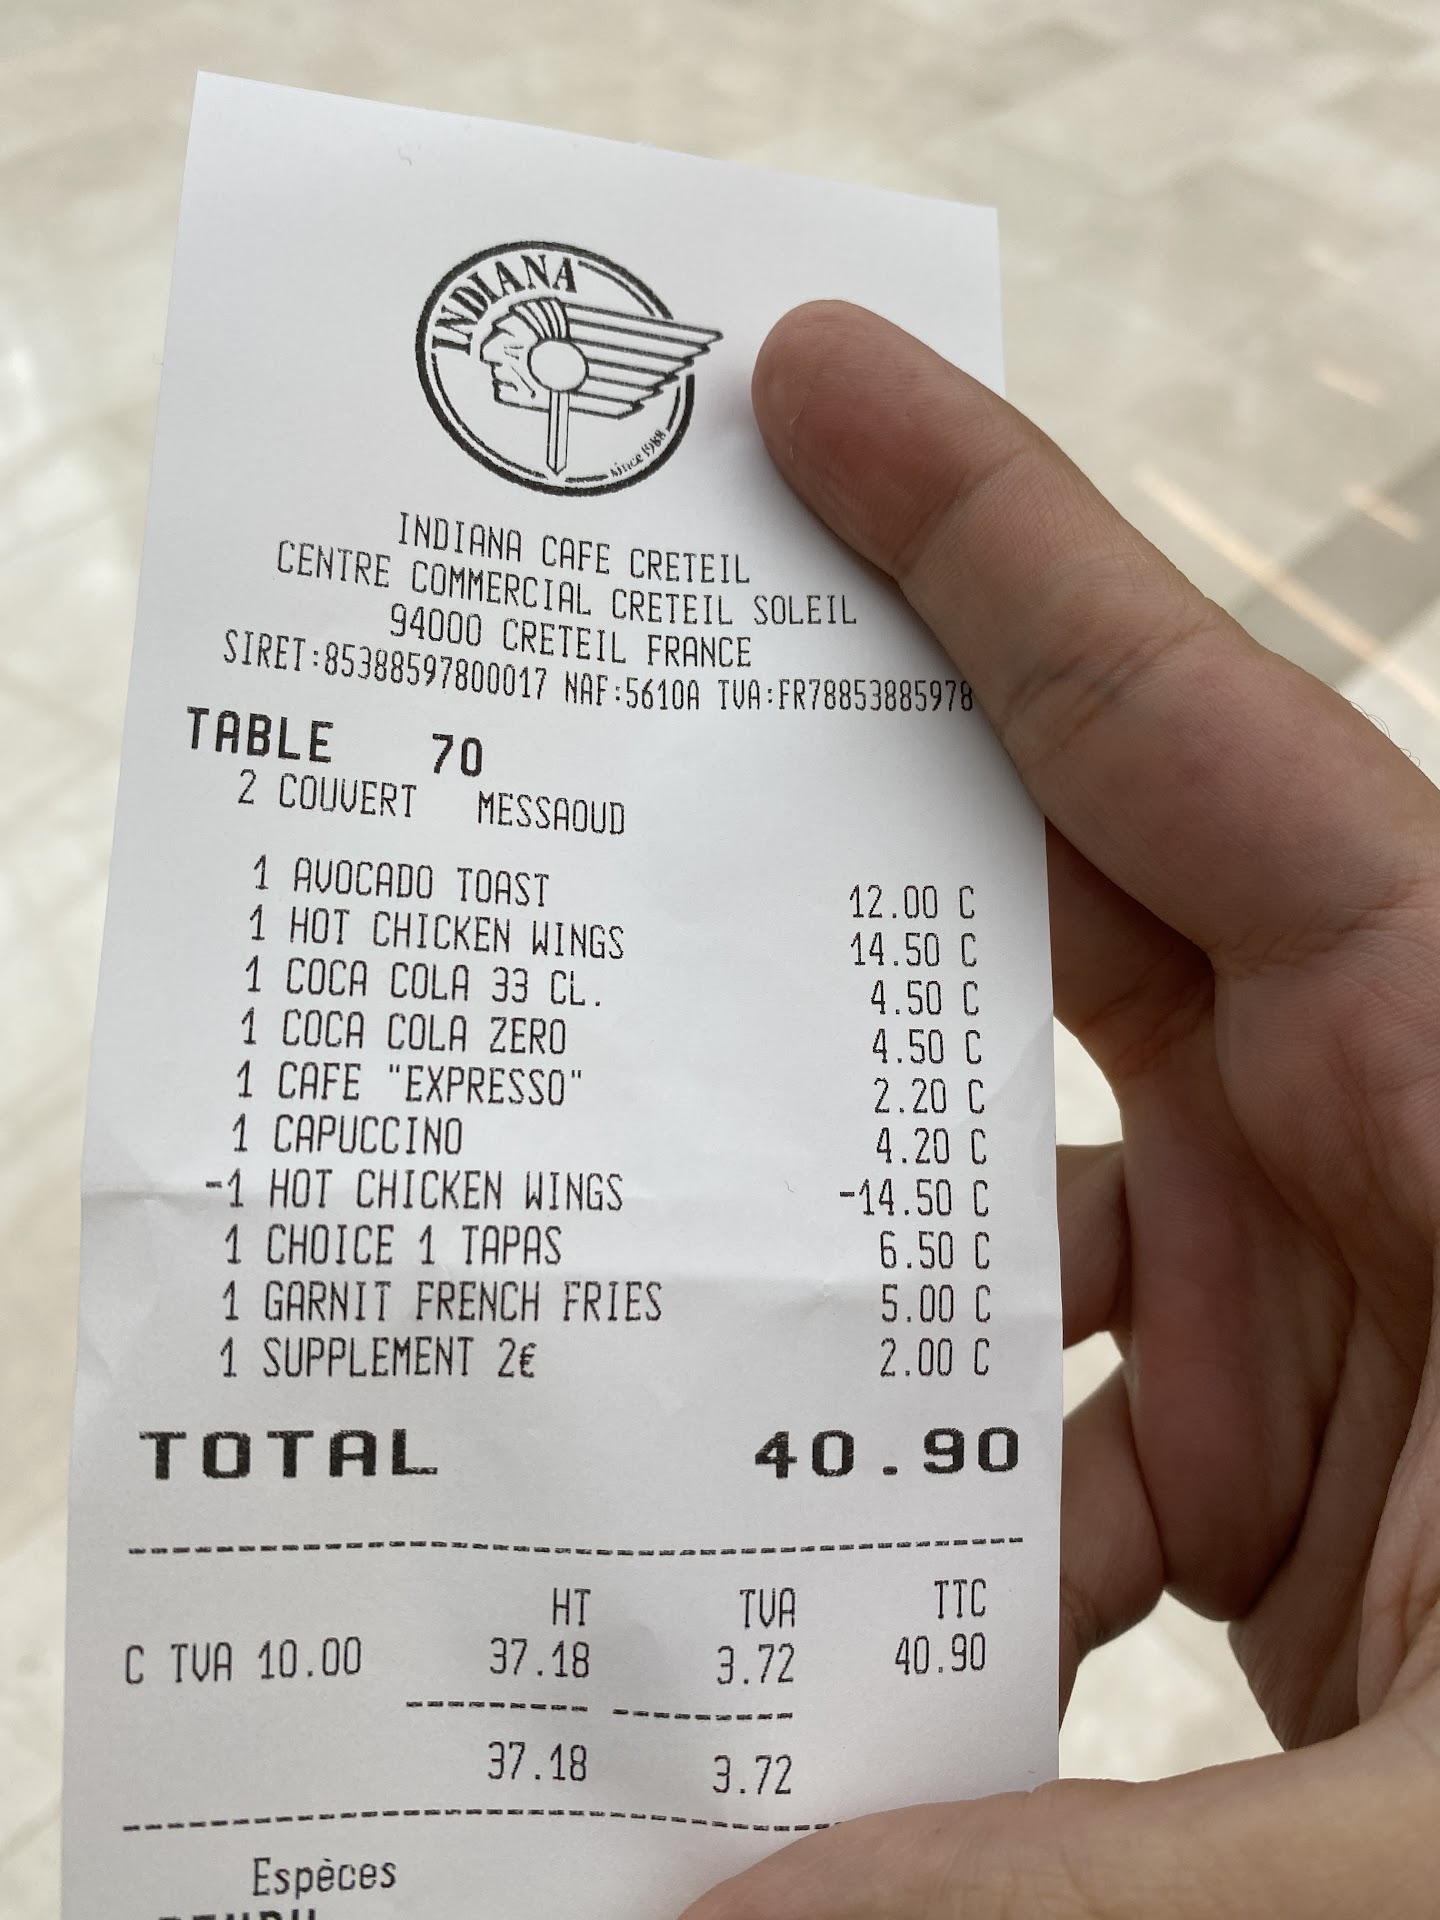 INDIANA
since 1988
INDIANA CAFE CRETEIL
CENTRE COMMERCIAL CRETEIL SOLEIL
94000 CRETEIL FRANCE
SIRET:85388597800017 NAF:5610A TVA:FR78853885978
TABLE 70
2 COUVERT MESSAOUD
1 AVOCADO TOAST 12.00 C
1 HOT CHICKEN WINGS 14.50 C
1 COCA COLA 33 CL. 4.50 C
1 COCA COLA ZERO 4.50 C
1 CAFE "EXPRESSO" 2.20 C
1 CAPUCCINO 4.20 C
-1 HOT CHICKEN WINGS -14.50 C
1 CHOICE 1 TAPAS 6.50 C
1 GARNIT FRENCH FRIES 5.00 C
1 SUPPLEMENT 2€ 2.00 C
TOTAL 40.90
HT TVA TTC
C TVA 10.00 37.18 3.72 40.90
37.18 3.72
Espèces